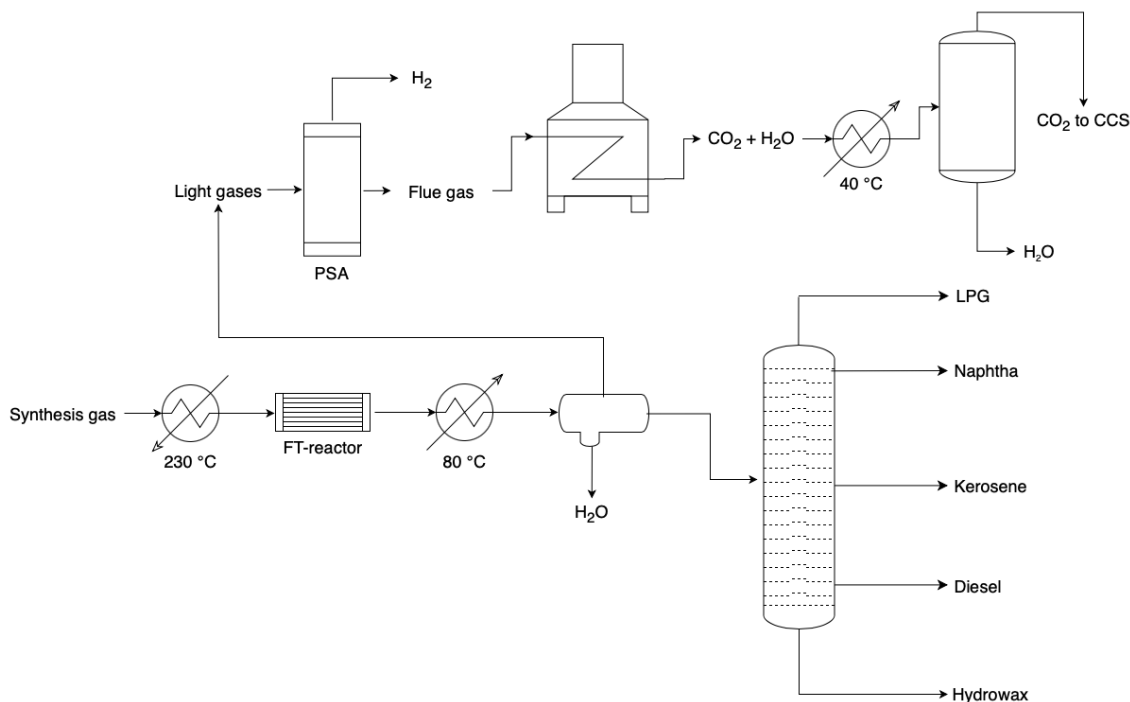 H₂
CO₂ to CCS
CO₂ + H₂O
40 °C
Light gases
Flue gas
PSA
H₂O
LPG
Naphtha
Synthesis gas
230 °C
FT-reactor
80 °C
H₂O
Kerosene
Diesel
Hydrowax